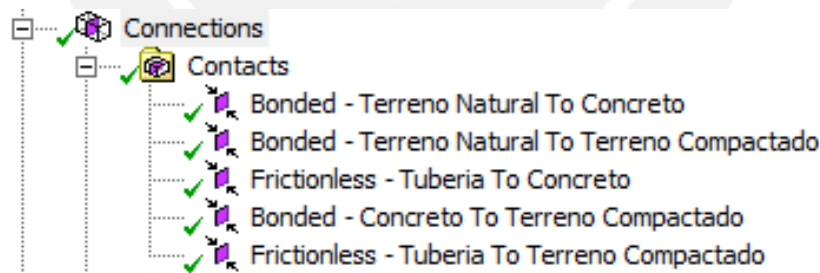 Connections
Contacts
Bonded - Terreno Natural To Concreto
Bonded - Terreno Natural To Terreno Compactado
Frictionless - Tuberia To Concreto
Bonded - Concreto To Terreno Compactado
Frictionless - Tuberia To Terreno Compactado